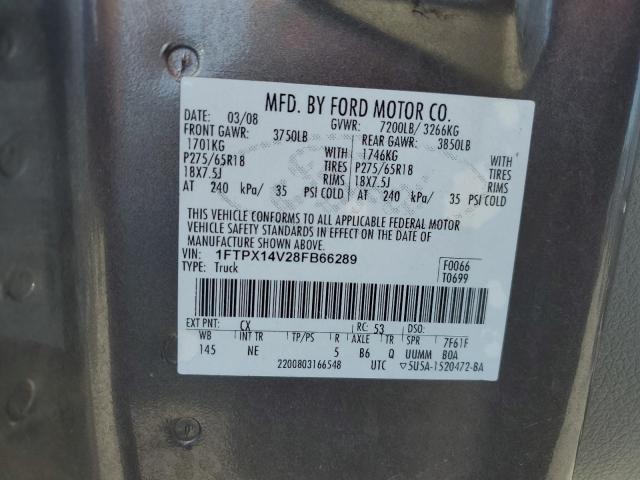 MFD. BY FORD MOTOR CO.
DATE: 03/08 GVWR: 7200LB/ 3266KG
FRONT GAWR: 3750LB REAR GAWR: 3850LB
1701KG WITH 1746KG WITH
P275/65R18 TIRES P275/65R18 TIRES
18X7.5J RIMS 18X7.5J RIMS
AT 240 kPa/ 35 PSI COLD AT 240 kPa/ 35 PSI COLD
THIS VEHICLE CONFORMS TO ALL APPLICABLE FEDERAL MOTOR
VEHICLE SAFETY STANDARDS IN EFFECT ON THE DATE OF
MANUFACTURE SHOWN ABOVE.
VIN: 1FTPX14V28FB66289 F0066
TYPE: Truck T0699
EXT PNT: CX RC: 53 DSO:
WB INT TR TP/PS R AXLE TR SPR 7F61F
145 NE 5 B6 Q UUMM B0A
2200803166548 UTC ▽5U5A-1520472-BA